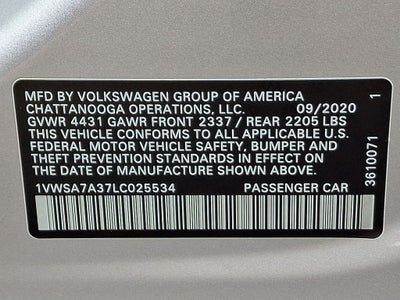 MFD BY VOLKSWAGEN GROUP OF AMERICA
CHATTANOOGA OPERATIONS, LLC. 09/2020
GVWR 4431 GAWR FRONT 2337 / REAR 2205 LBS
THIS VEHICLE CONFORMS TO ALL APPLICABLE U.S.
FEDERAL MOTOR VEHICLE SAFETY, BUMPER AND
THEFT PREVENTION STANDARDS IN EFFECT ON
THE DATE OF MANUFACTURE SHOWN ABOVE.
1VWSA7A37LC025534 PASSENGER CAR
3610071 1